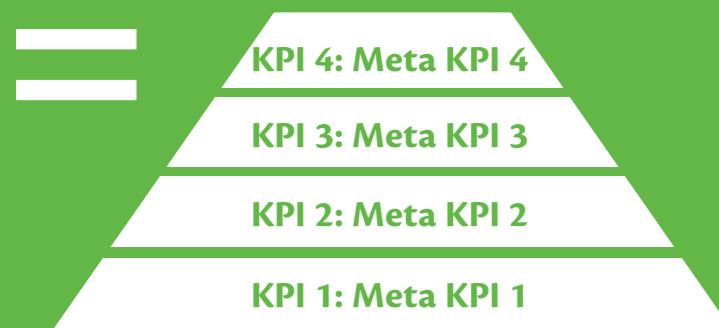 KPI 4: Meta KPI 4
KPI 3: Meta KPI 3
KPI 2: Meta KPI 2
KPI 1: Meta KPI 1